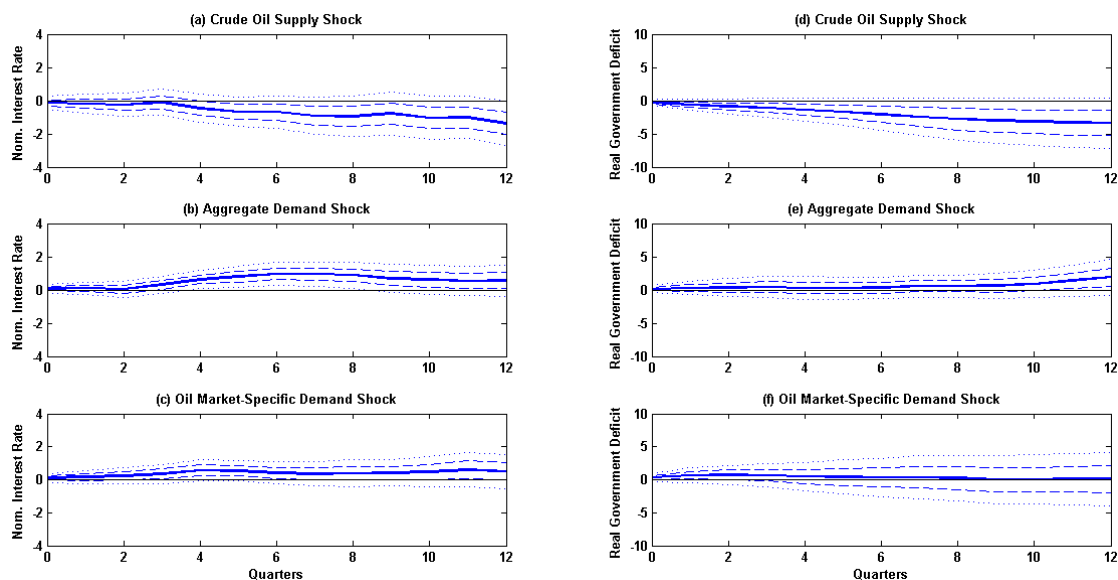 (a) Crude Oil Supply Shock
Nom. Interest Rate
4
2
0
-2
-4
0 2 4 6 8 10 12
(b) Aggregate Demand Shock
Nom. Interest Rate
4
2
0
-2
-4
0 2 4 6 8 10 12
(c) Oil Market-Specific Demand Shock
Nom. Interest Rate
4
2
0
-2
-4
0 2 4 6 8 10 12
Quarters
(d) Crude Oil Supply Shock
Real Government Deficit
10
5
0
-5
-10
0 2 4 6 8 10 12
(e) Aggregate Demand Shock
Real Government Deficit
10
5
0
-5
-10
0 2 4 6 8 10 12
(f) Oil Market-Specific Demand Shock
Real Government Deficit
10
5
0
-5
-10
0 2 4 6 8 10 12
Quarters